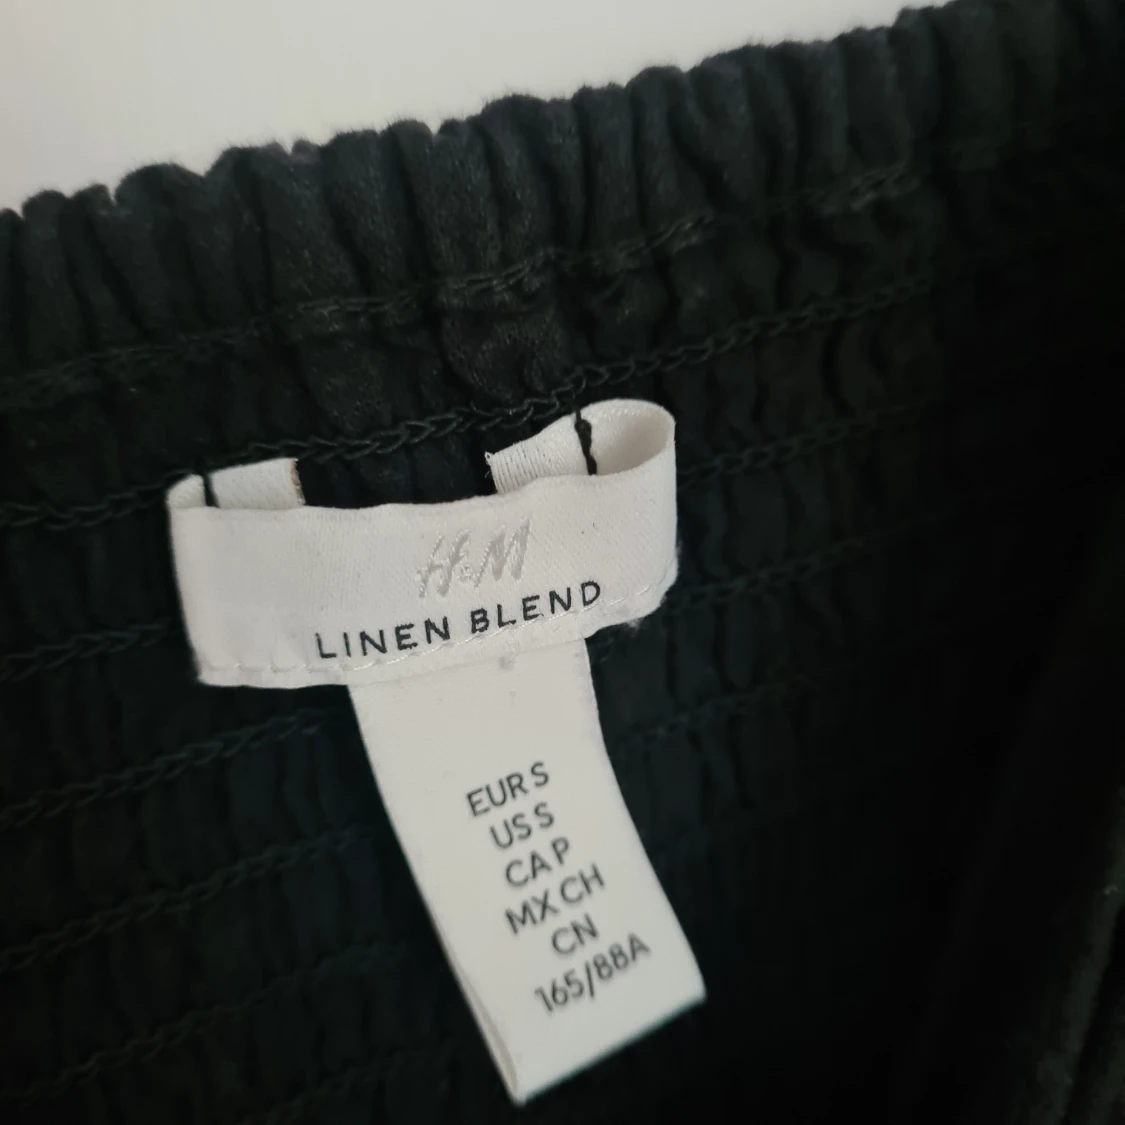 H&M
LINEN BLEND
EUR S
US S
CA P
MX CH
CN
165/88A